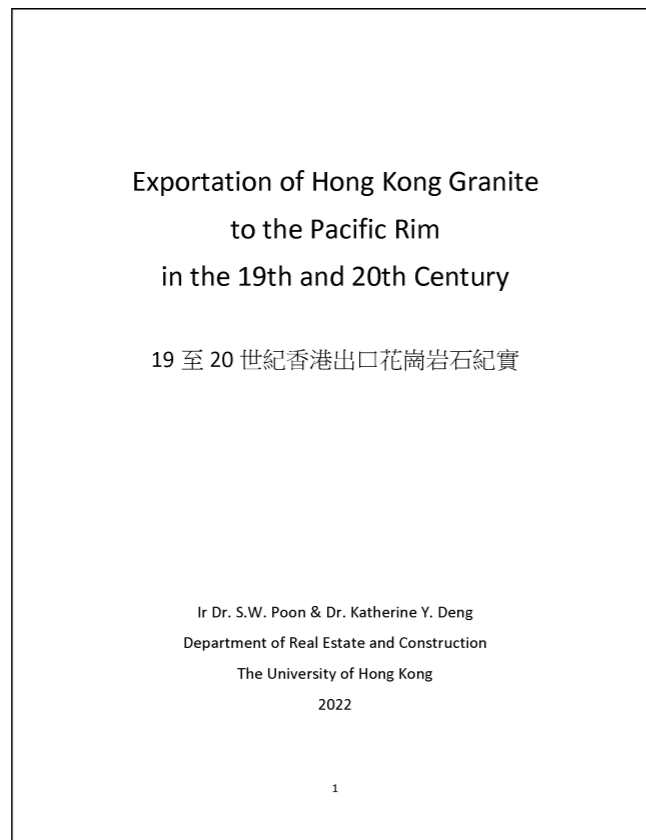 Exportation of Hong Kong Granite
to the Pacific Rim
in the 19th and 20th Century
19 至 20 世紀香港出口花崗岩石紀實
Ir Dr. S.W. Poon & Dr. Katherine Y. Deng
Department of Real Estate and Construction
The University of Hong Kong
2022
1